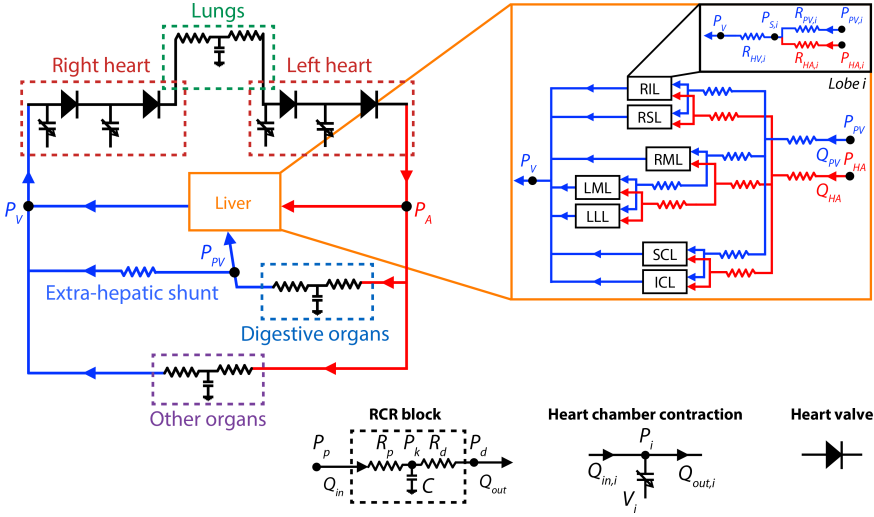 Lungs
Right heart
Left heart
P_V
Liver
P_A
P_PV
Extra-hepatic shunt
Digestive organs
Other organs
P_V
P_S,i
R_PV,i
P_PV,i
R_HV,i
R_HA,i
P_HA,i
Lobe i
RIL
RSL
RML
LML
LLL
SCL
ICL
P_V
P_PV
Q_PV
P_HA
Q_HA
RCR block
P_p
R_p
P_k
R_d
P_d
Q_in
C
Q_out
Heart chamber contraction
P_i
Q_in,i
Q_out,i
V_i
Heart valve